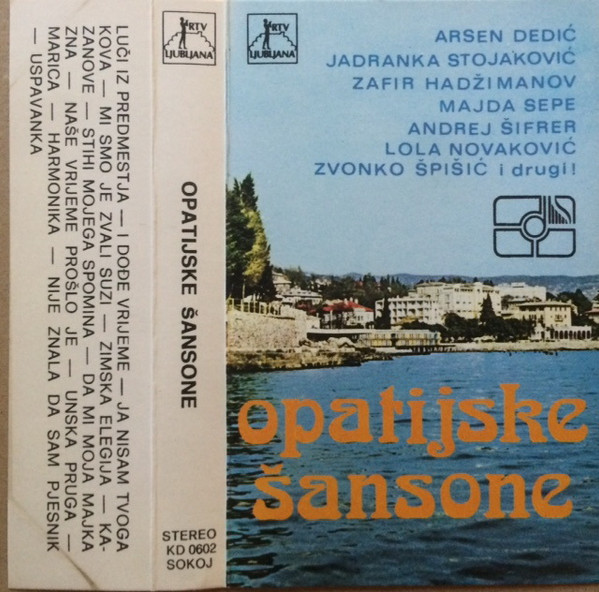 LUČI IZ PREDMESTJA — I DOĐE VRIJEME — JA NISAM TVOGA
KOVA — MI SMO JE ZVALI SUZI — ZIMSKA ELEGIJA — KA-
ZANOVE — STIHI MOJEGA SPOMINA — DA MI MOJA MAJKA
ZNA — NAŠE VRIJEME PROŠLO JE — UNSKA PRUGA —
MARICA — HARMONIKA — NIJE ZNALA DA SAM PJESNIK
— USPAVANKA
RTV
LJUBLJANA
OPATIJSKE ŠANSONE
STEREO
KD 0602
SOKOJ
RTV
LJUBLJANA
ARSEN DEDIĆ
JADRANKA STOJAKOVIĆ
ZAFIR HADŽIMANOV
MAJDA SEPE
ANDREJ ŠIFRER
LOLA NOVAKOVIĆ
ZVONKO ŠPIŠIĆ i drugi!
opatijske
šansone